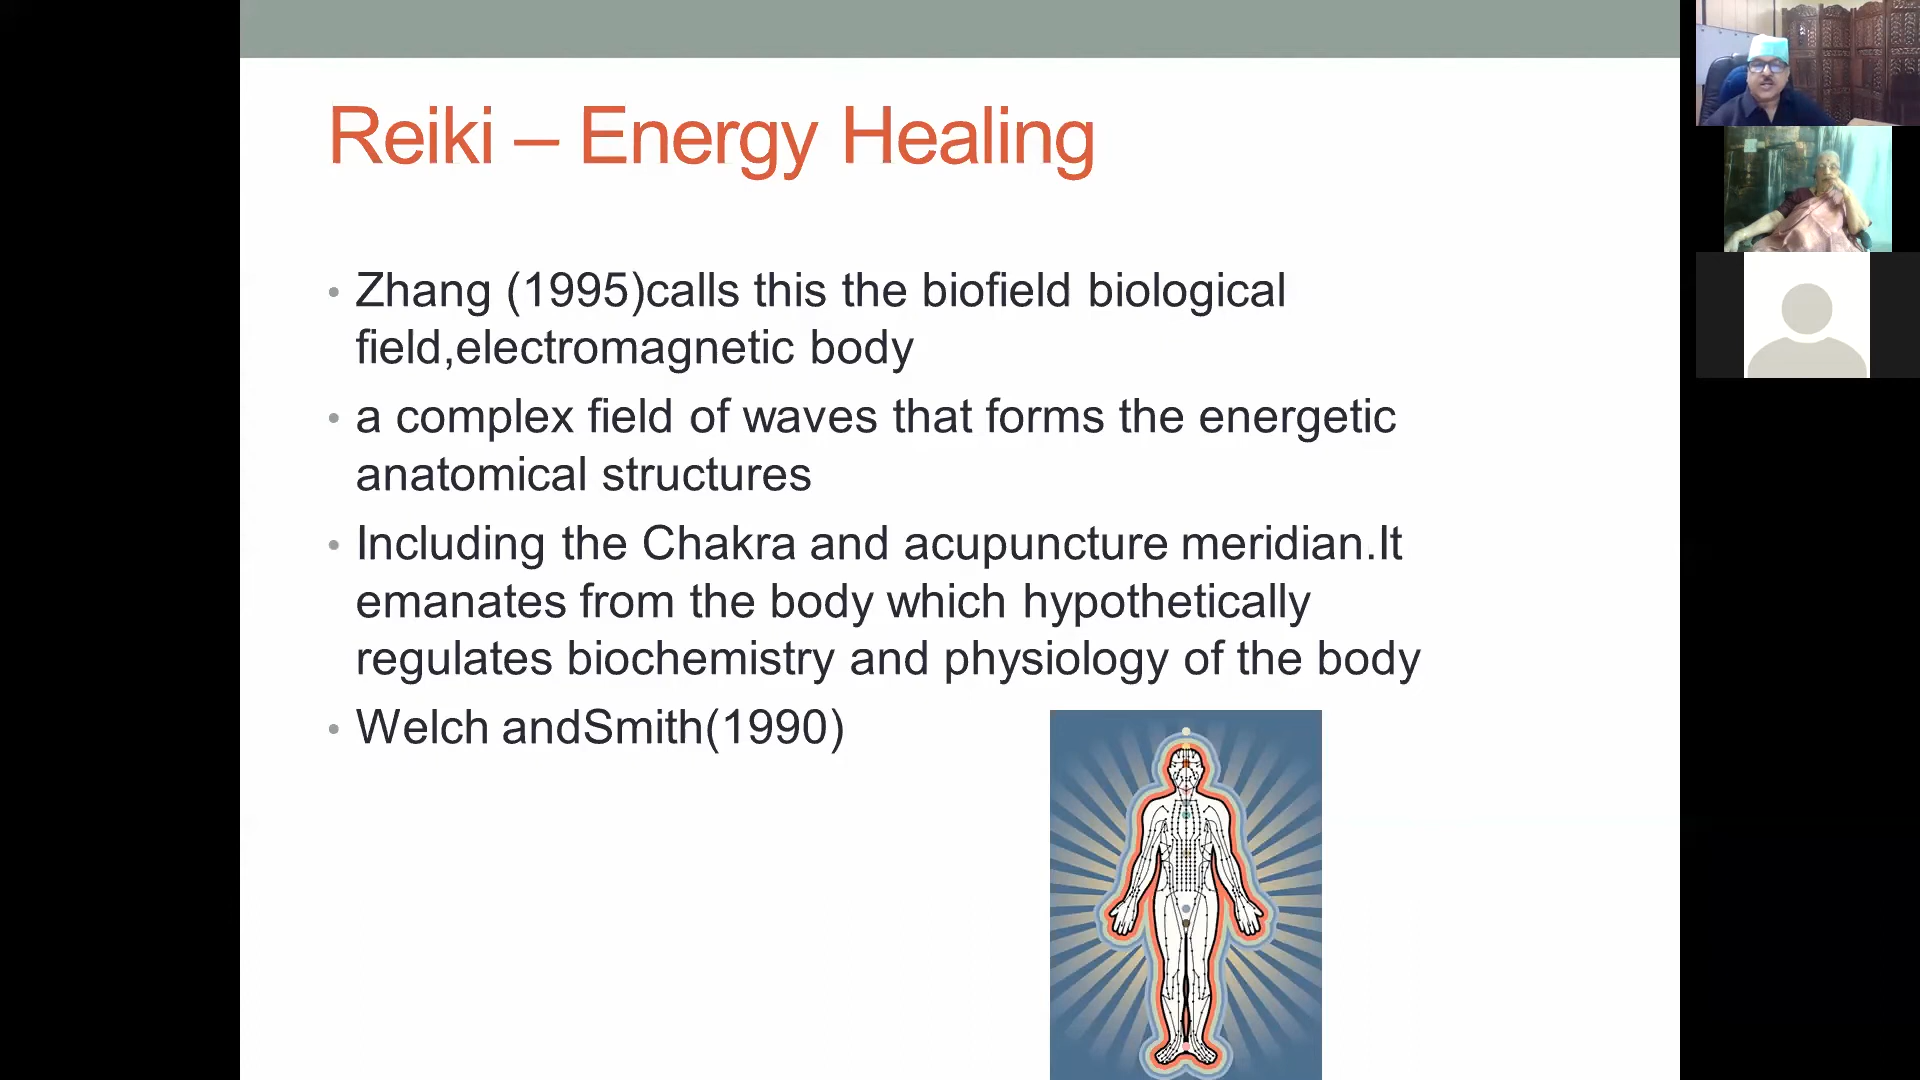 Reiki – Energy Healing
• Zhang (1995)calls this the biofield biological
field,electromagnetic body
• a complex field of waves that forms the energetic
anatomical structures
• Including the Chakra and acupuncture meridian.It
emanates from the body which hypothetically
regulates biochemistry and physiology of the body
• Welch andSmith(1990)